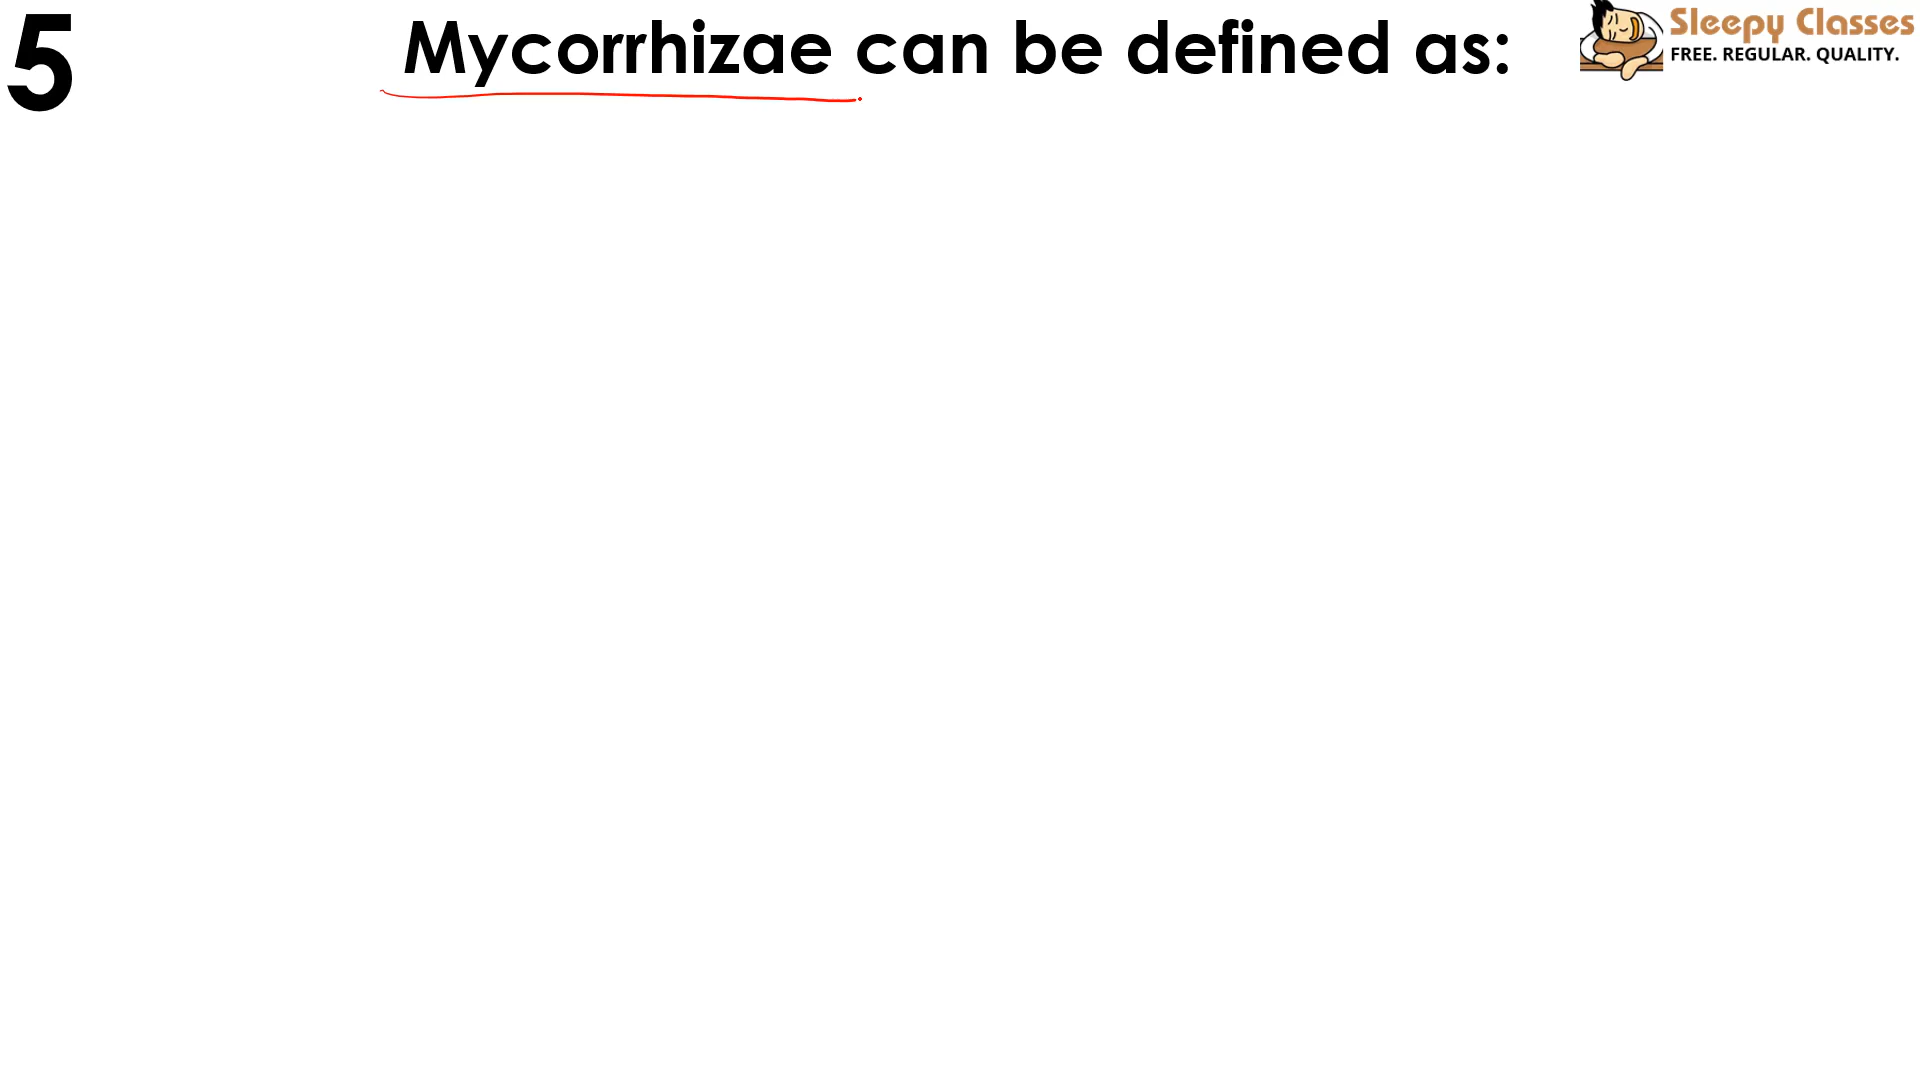 5
Mycorrhizae can be defined as:
Sleepy Classes
FREE. REGULAR. QUALITY.